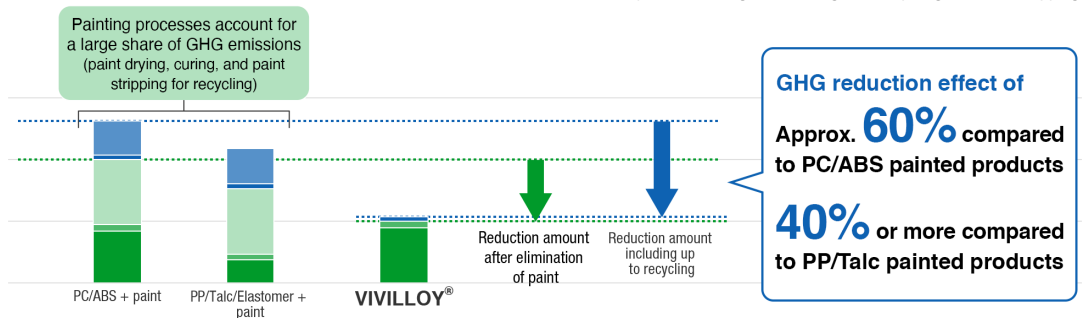 Painting processes account for
a large share of GHG emissions
(paint drying, curing, and paint
stripping for recycling)
PC/ABS + paint
PP/Talc/Elastomer +
paint
VIVILLOY®
Reduction amount
after elimination
of paint
Reduction amount
including up
to recycling
GHG reduction effect of
Approx. 60% compared
to PC/ABS painted products
40% or more compared
to PP/Talc painted products